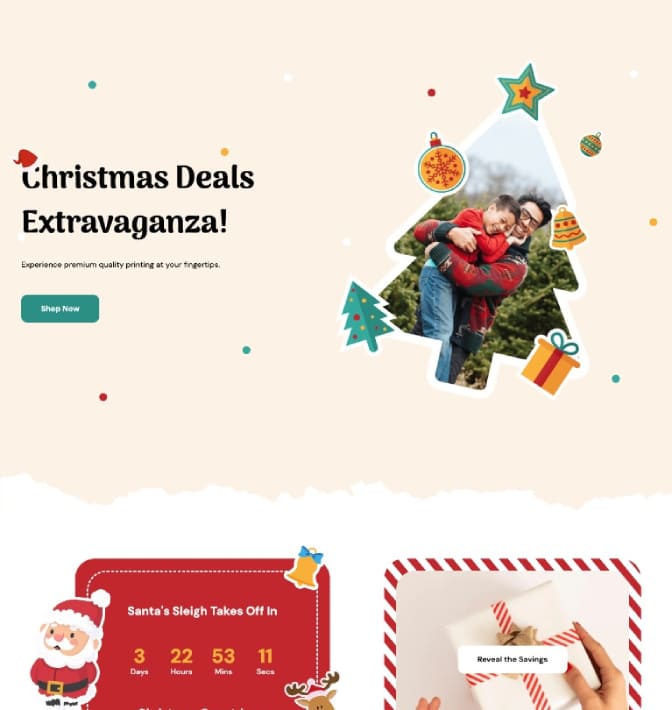 Christmas Deals
Extravaganza!
Experience premium quality printing at your fingertips.
Shop Now
Santa's Sleigh Takes Off In
3 22 53 11
Days Hours Mins Secs
Reveal the Savings